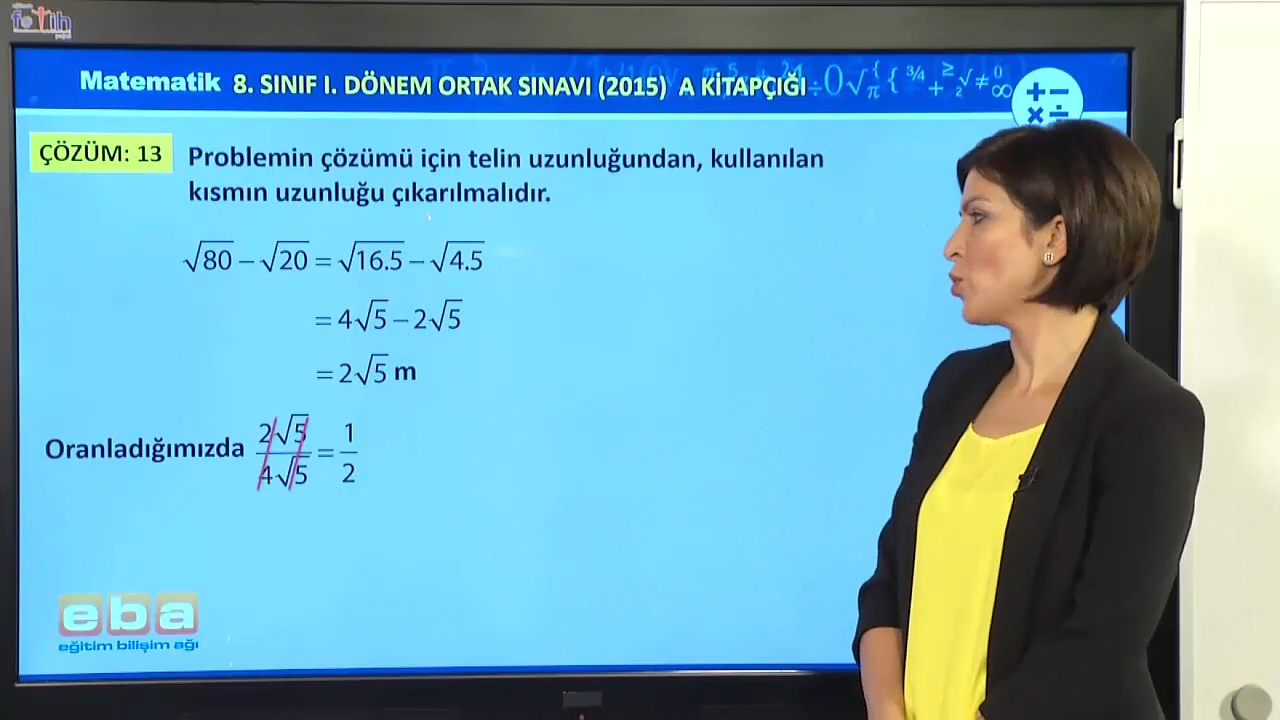 fatih
Matematik 8. SINIF I. DÖNEM ORTAK SINAVI (2015) A KİTAPÇIĞI
ÇÖZÜM: 13
Problemin çözümü için telin uzunluğundan, kullanılan
kısmın uzunluğu çıkarılmalıdır.
√80 − √20 = √16.5 − √4.5
= 4√5 − 2√5
= 2√5 m
Oranladığımızda 2√5/4√5 = 1/2
eba
eğitim bilişim ağı